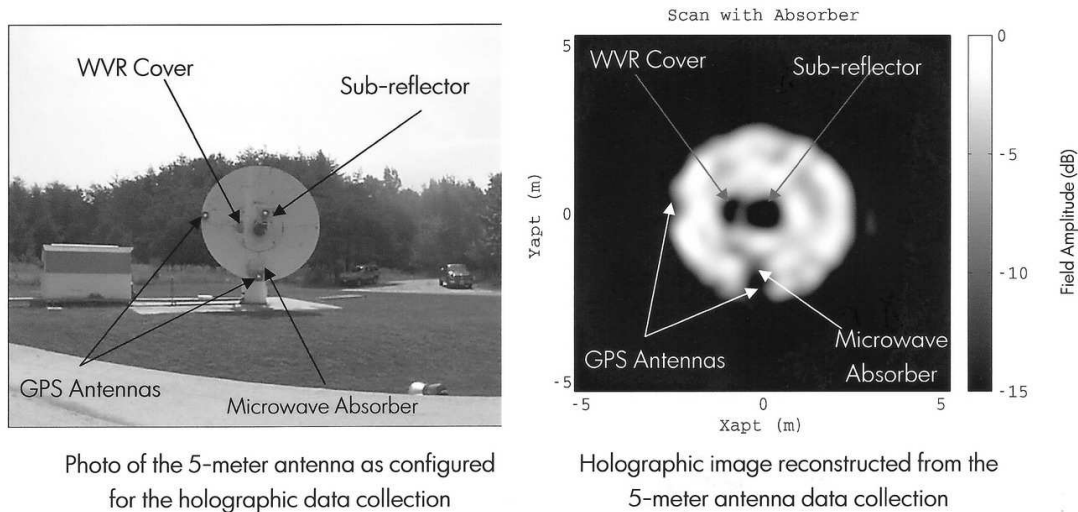 WVR Cover
Sub-reflector
GPS Antennas
Microwave Absorber
Photo of the 5-meter antenna as configured
for the holographic data collection
Scan with Absorber
5
0
-5
Yapt (m)
WVR Cover
Sub-reflector
GPS Antennas
Microwave
Absorber
-5
0
5
Xapt (m)
0
-5
-10
-15
Field Amplitude (dB)
Holographic image reconstructed from the
5-meter antenna data collection